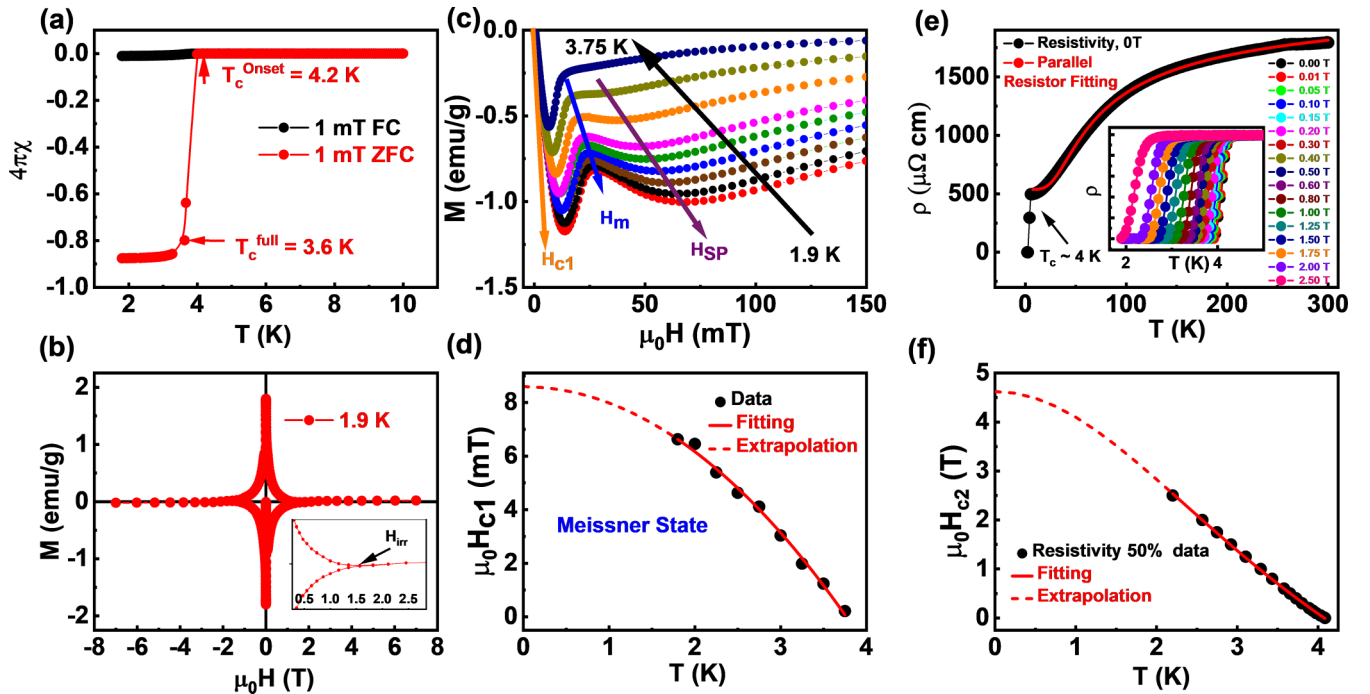 (a)
0.0
-0.2
-0.4
-0.6
-0.8
-1.0
4πχ
T_c^Onset = 4.2 K
1 mT FC
1 mT ZFC
T_c^full = 3.6 K
2 4 6 8 10
T (K)
(b)
2
1
0
-1
-2
M (emu/g)
1.9 K
H_irr
0.5 1.0 1.5 2.0 2.5
-8 -6 -4 -2 0 2 4 6 8
μ₀H (T)
(c)
0.0
-0.5
-1.0
-1.5
M (emu/g)
3.75 K
H_m
H_SP
H_c1
1.9 K
0 50 100 150
μ₀H (mT)
(d)
8
6
4
2
0
μ₀H_c1 (mT)
Data
Fitting
Extrapolation
Meissner State
0 1 2 3 4
T (K)
(e)
1500
1000
500
0
ρ (μΩ cm)
Resistivity, 0T
Parallel
Resistor Fitting
0.00 T
0.01 T
0.05 T
0.10 T
0.15 T
0.20 T
0.30 T
0.40 T
0.50 T
0.60 T
0.80 T
1.00 T
1.25 T
1.50 T
1.75 T
2.00 T
2.50 T
ρ
2 T (K) 4
T_c ~ 4 K
0 100 200 300
T (K)
(f)
5
4
3
2
1
0
μ₀H_c2 (T)
Resistivity 50% data
Fitting
Extrapolation
0 1 2 3 4
T (K)